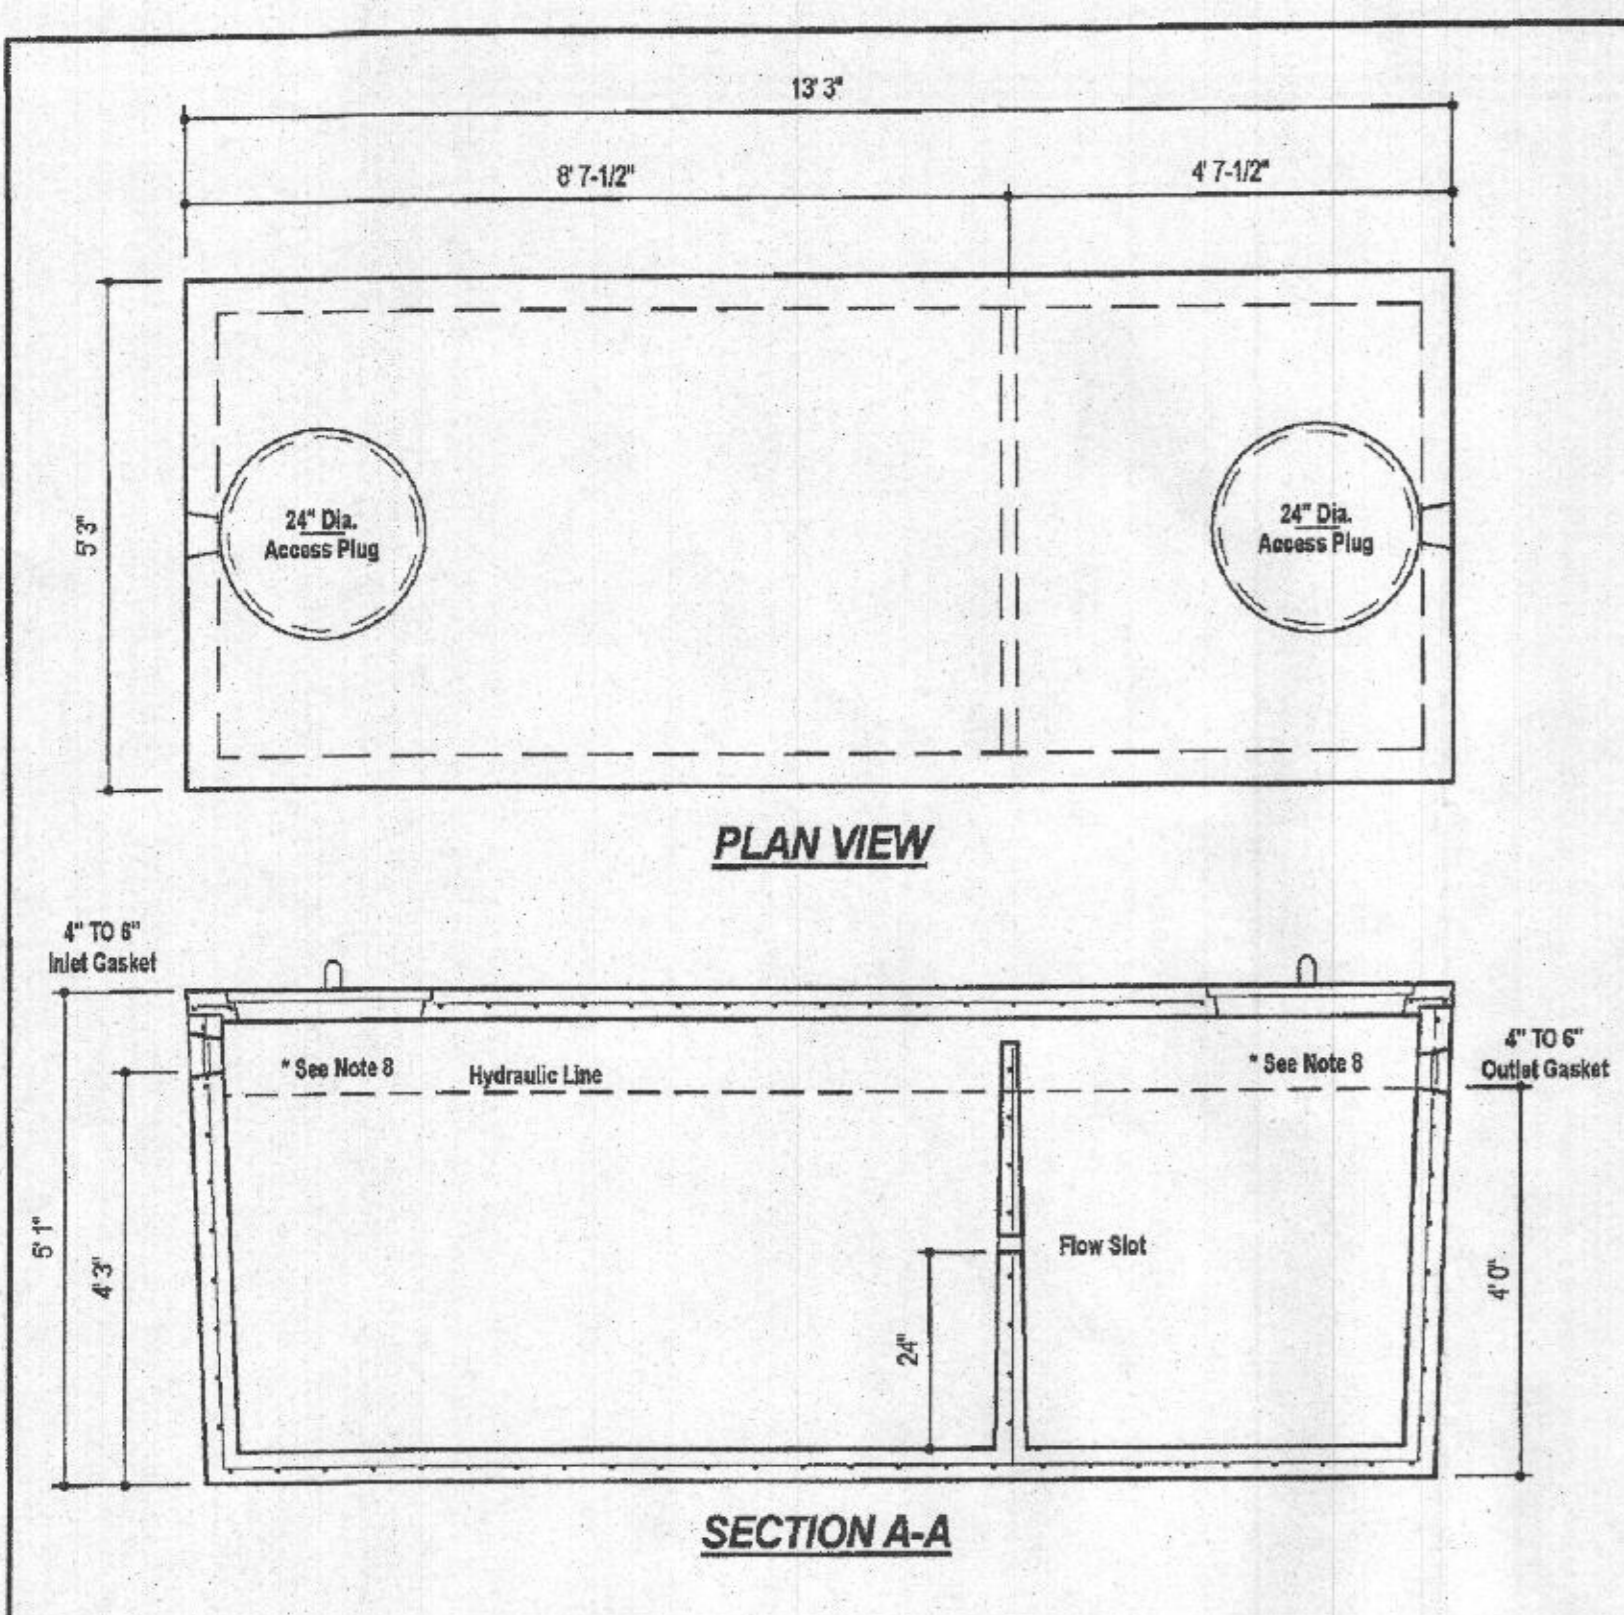 13' 3"
8' 7-1/2"
4' 7-1/2"
5' 3"
24" Dia.
Access Plug
24" Dia.
Access Plug
PLAN VIEW
4" TO 6"
Inlet Gasket
* See Note 8
Hydraulic Line
* See Note 8
4" TO 6"
Outlet Gasket
5' 1"
4' 3"
24"
Flow Slot
4' 0"
SECTION A-A